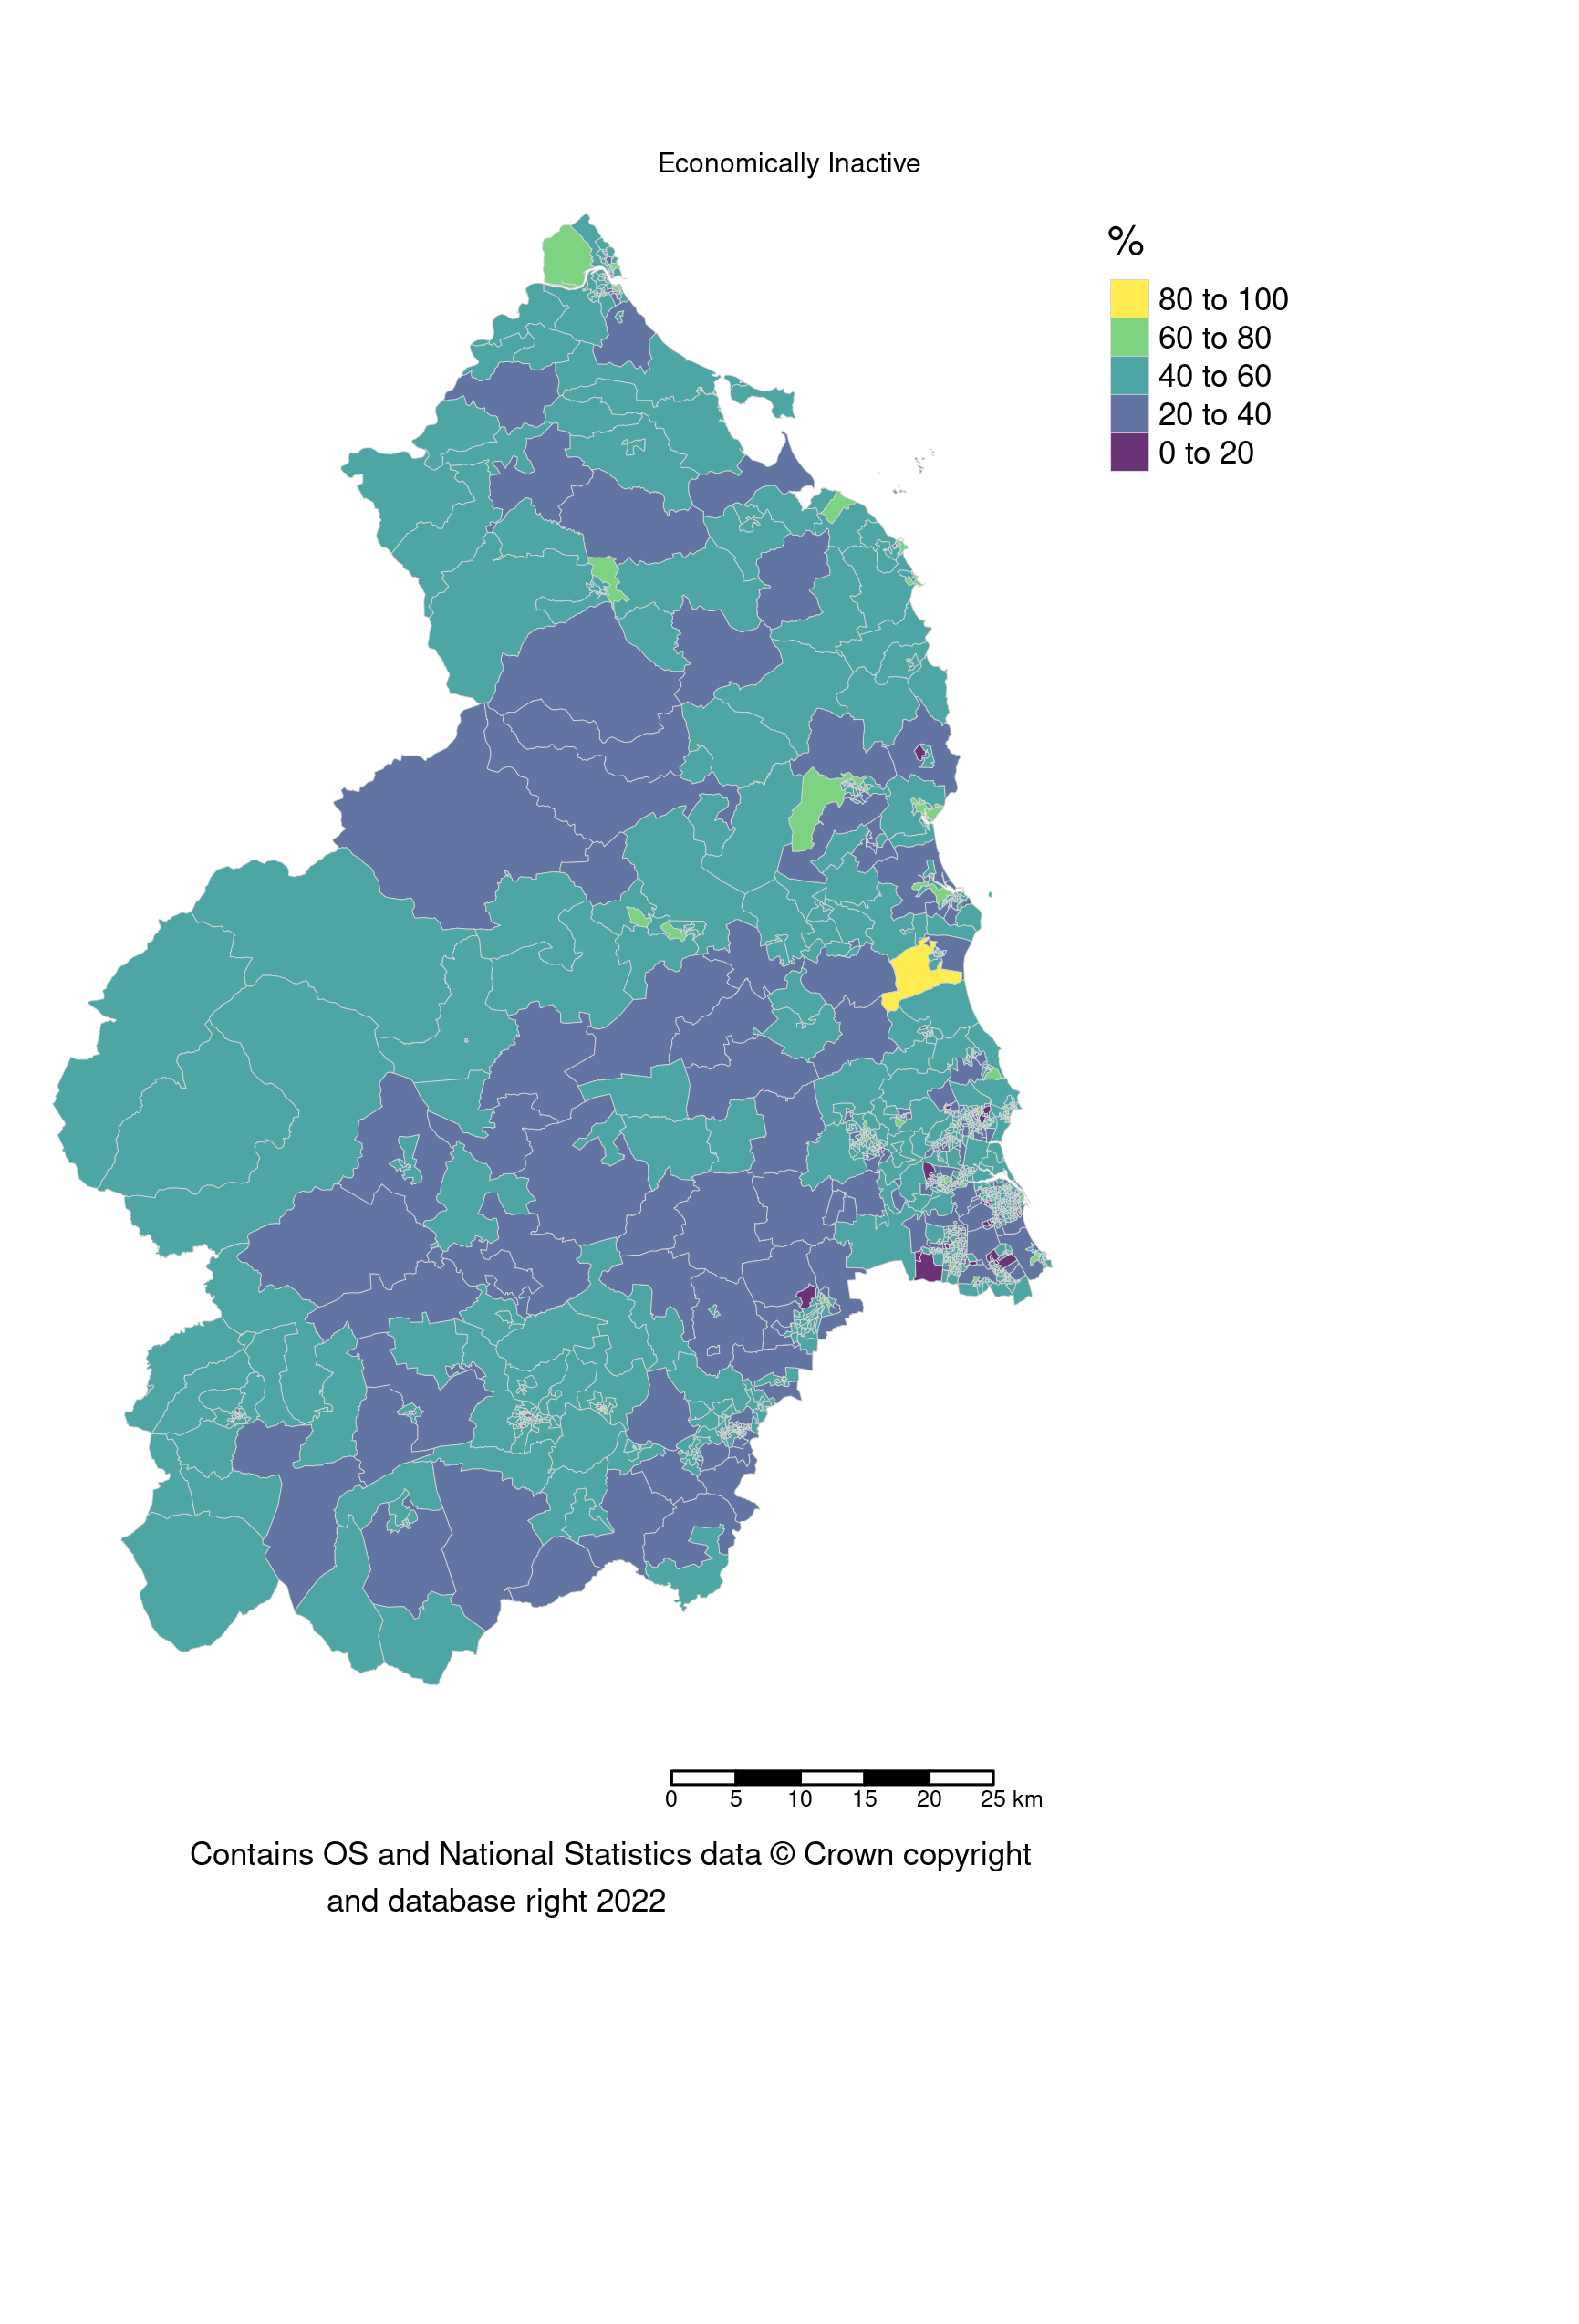 Economically Inactive
%
80 to 100
60 to 80
40 to 60
20 to 40
0 to 20
0 5 10 15 20 25 km
Contains OS and National Statistics data © Crown copyright
and database right 2022